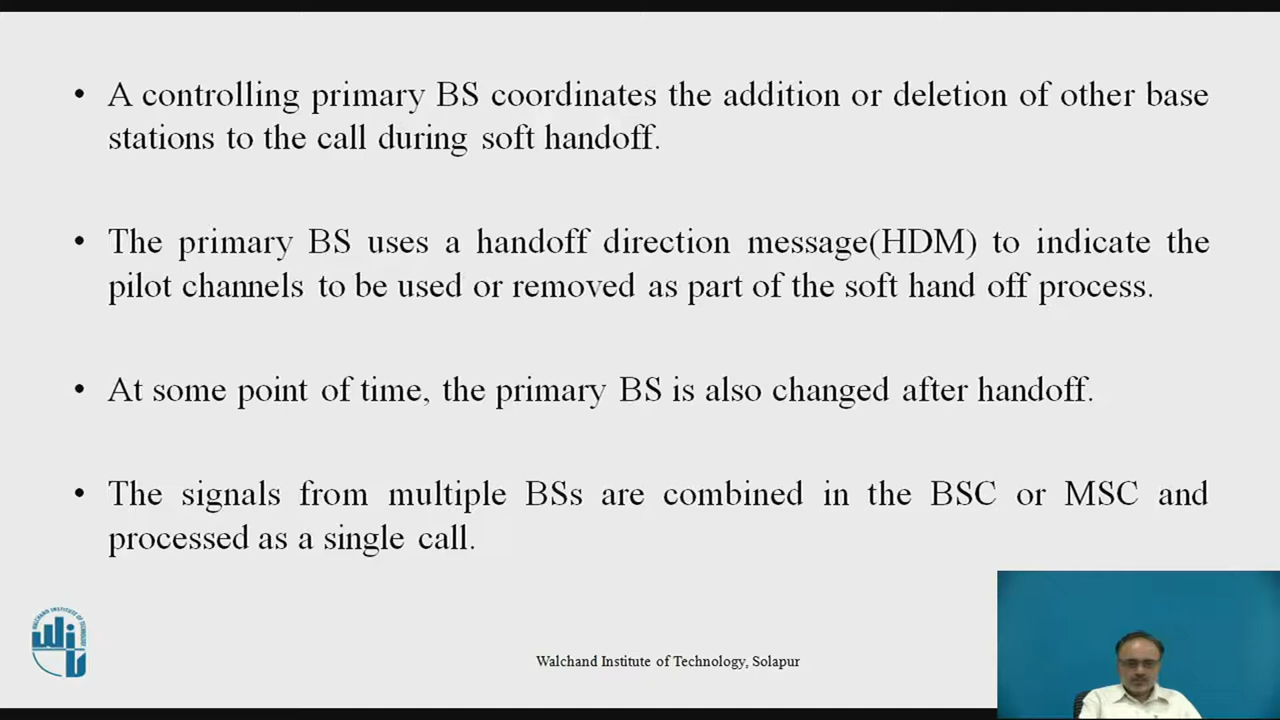 • A controlling primary BS coordinates the addition or deletion of other base
stations to the call during soft handoff.
• The primary BS uses a handoff direction message(HDM) to indicate the
pilot channels to be used or removed as part of the soft hand off process.
• At some point of time, the primary BS is also changed after handoff.
• The signals from multiple BSs are combined in the BSC or MSC and
processed as a single call.
WALCHAND INSTITUTE OF TECHNOLOGY
Walchand Institute of Technology, Solapur